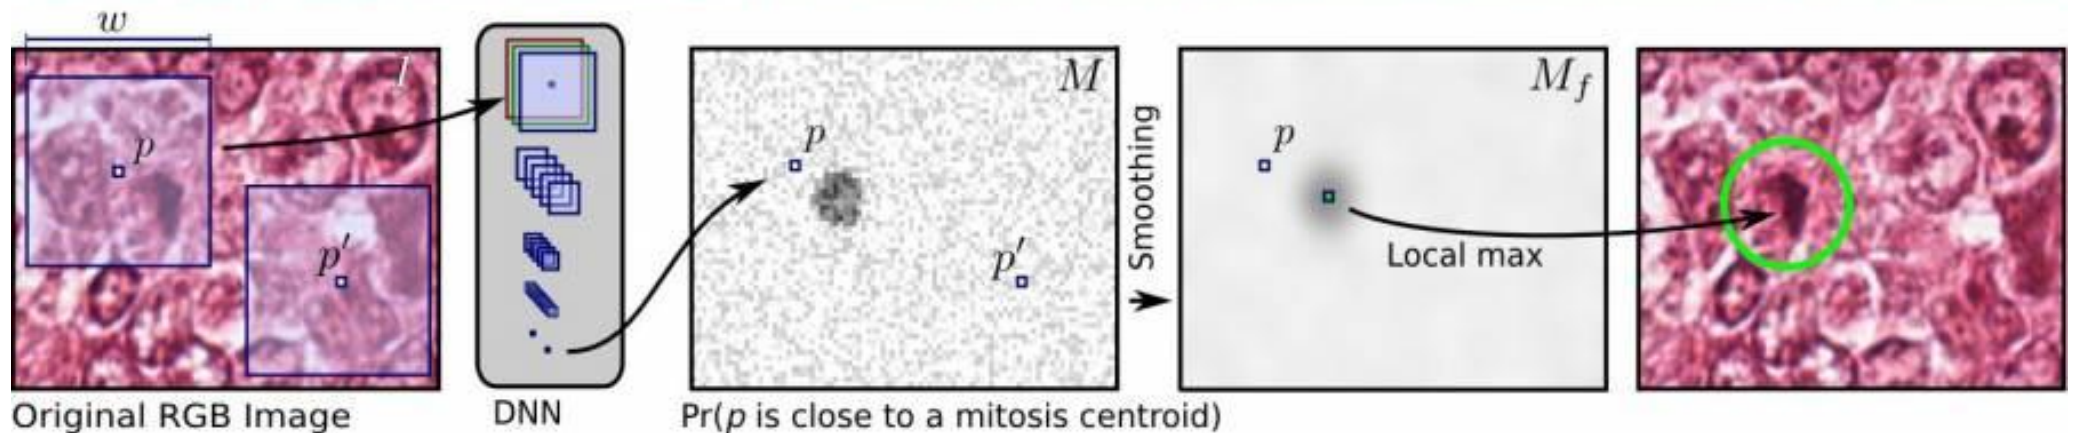 w
I
p
p′
Original RGB Image
DNN
M
p
p′
Pr(p is close to a mitosis centroid)
Smoothing
M_f
p
Local max